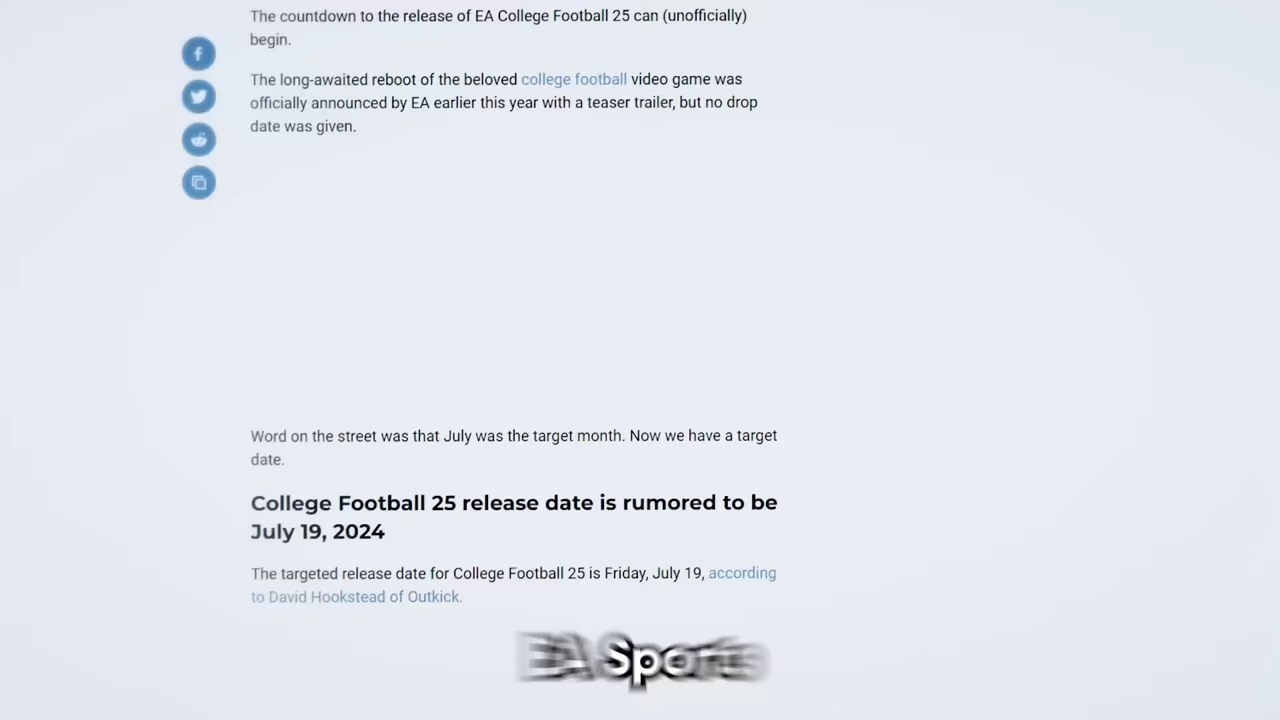 The countdown to the release of EA College Football 25 can (unofficially)
begin.
The long-awaited reboot of the beloved college football video game was
officially announced by EA earlier this year with a teaser trailer, but no drop
date was given.
Word on the street was that July was the target month. Now we have a target
date.
College Football 25 release date is rumored to be
July 19, 2024
The targeted release date for College Football 25 is Friday, July 19, according
to David Hookstead of Outkick.
EA Sports